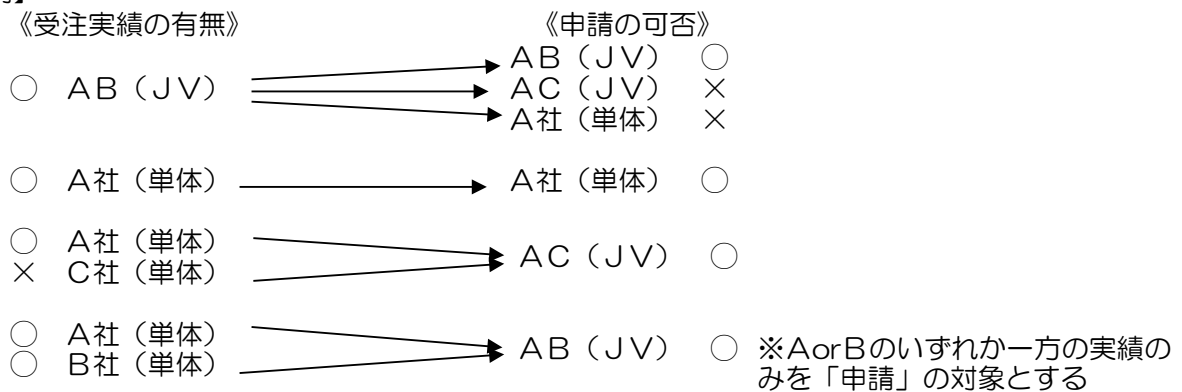 《受注実績の有無》 《申請の可否》
○ AB(JV) AB(JV) ○
AC(JV) ×
A社(単体) ×
○ A社(単体) A社(単体) ○
○ A社(単体)
× C社(単体) AC(JV) ○
○ A社(単体)
○ B社(単体) AB(JV) ○ ※AorBのいずれか一方の実績の
みを「申請」の対象とする